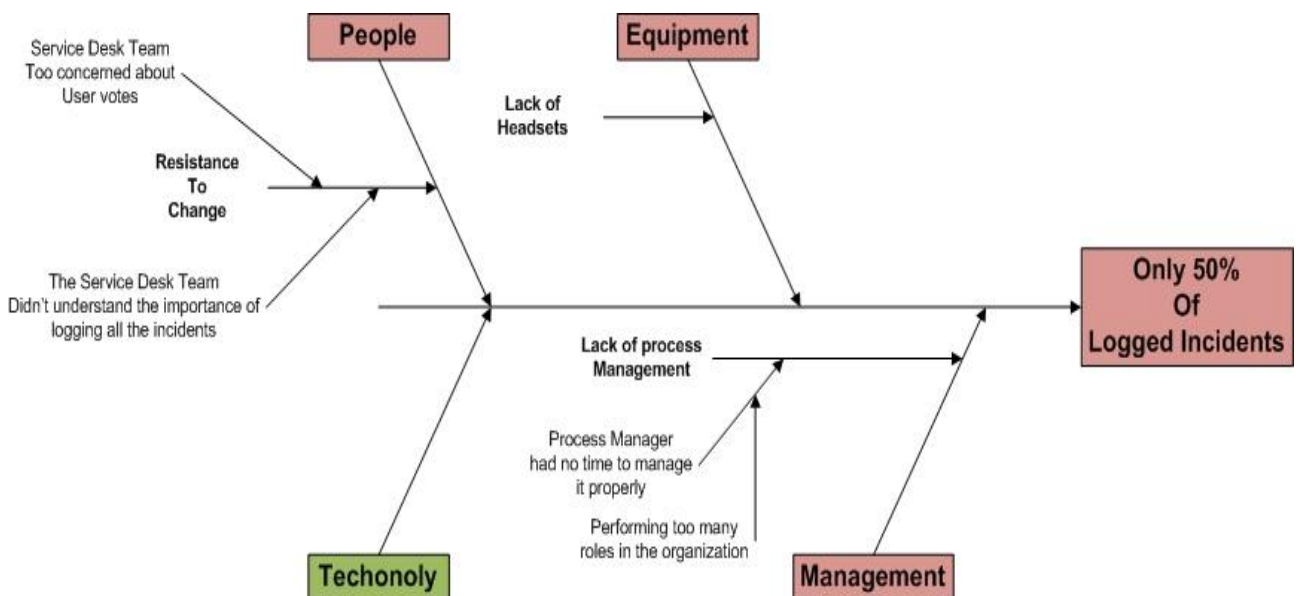 People
Equipment
Service Desk Team
Too concerned about
User votes
Lack of
Headsets
Resistance
To
Change
The Service Desk Team
Didn't understand the importance of
logging all the incidents
Only 50%
Of
Logged Incidents
Lack of process
Management
Process Manager
had no time to manage
it properly
Performing too many
roles in the organization
Techonoly
Management